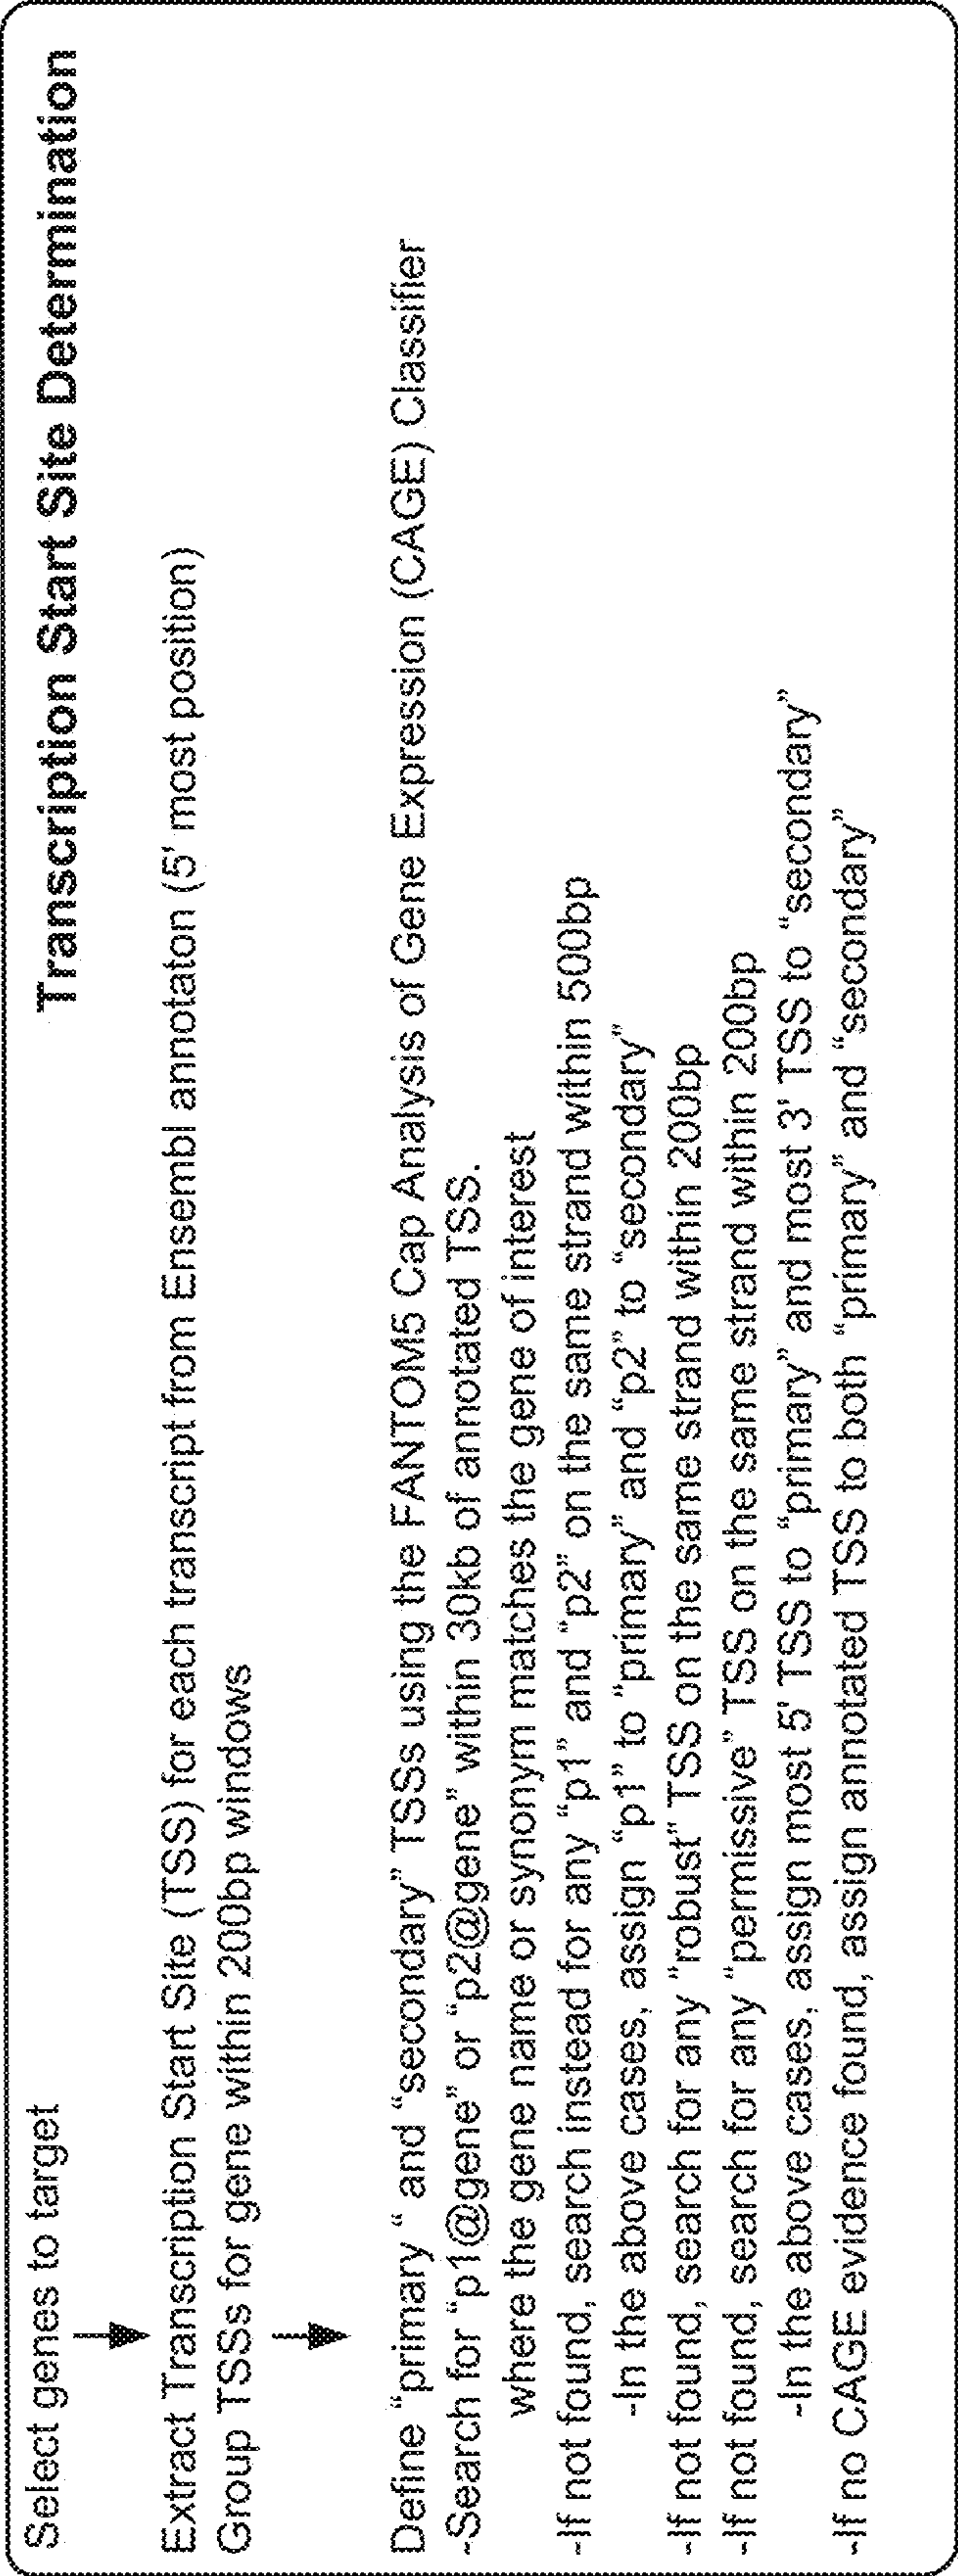 Transcription Start Site Determination
Select genes to target
Extract Transcription Start Site (TSS) for each transcript from Ensembl annotaton (5' most position)
Group TSSs for gene within 200bp windows
Define “primary “ and “secondary” TSSs using the FANTOM5 Cap Analysis of Gene Expression (CAGE) Classifier
-Search for “p1@gene” or “p2@gene” within 30kb of annotated TSS.
where the gene name or synonym matches the gene of interest
-If not found, search instead for any “p1” and “p2” on the same strand within 500bp
-In the above cases, assign “p1” to “primary” and “p2” to “secondary”
-If not found, search for any “robust” TSS on the same strand within 200bp
-If not found, search for any “permissive” TSS on the same strand within 200bp
-In the above cases, assign most 5' TSS to “primary” and most 3' TSS to “secondary”
-If no CAGE evidence found, assign annotated TSS to both “primary” and “secondary”